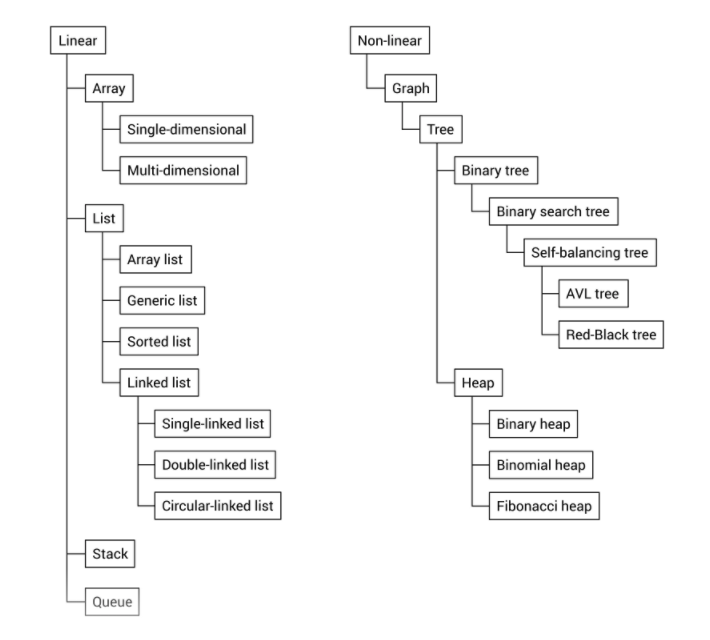 Linear
Array
Single-dimensional
Multi-dimensional
List
Array list
Generic list
Sorted list
Linked list
Single-linked list
Double-linked list
Circular-linked list
Stack
Queue
Non-linear
Graph
Tree
Binary tree
Binary search tree
Self-balancing tree
AVL tree
Red-Black tree
Heap
Binary heap
Binomial heap
Fibonacci heap